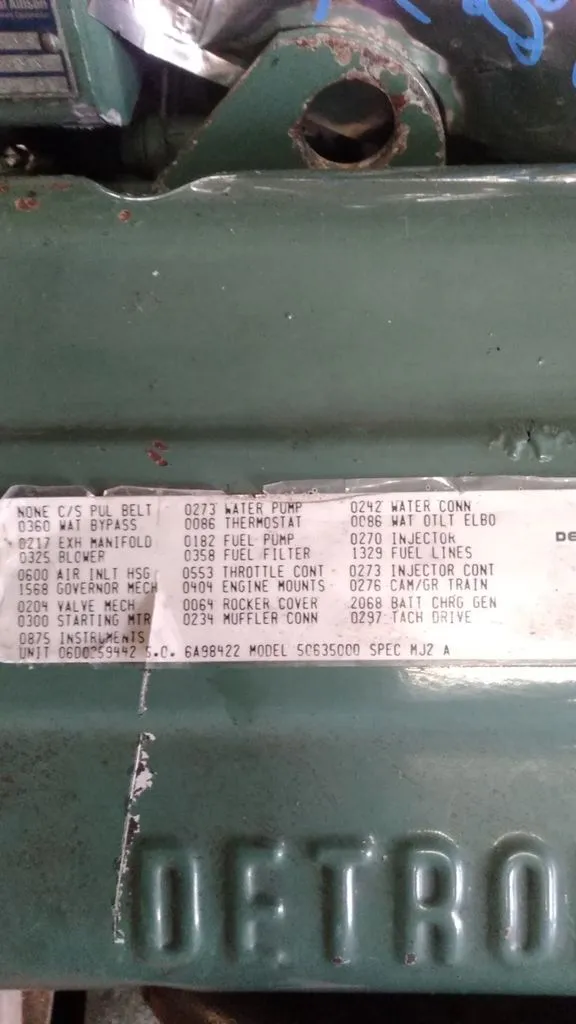 Allison
NONE C/S PUL BELT 0273 WATER PUMP 0242 WATER CONN
0360 WAT BYPASS 0086 THERMOSTAT 0086 WAT OTLT ELBO
0217 EXH MANIFOLD 0182 FUEL PUMP 0270 INJECTOR
0325 BLOWER 0358 FUEL FILTER 1329 FUEL LINES
0600 AIR INLT HSG 0553 THROTTLE CONT 0273 INJECTOR CONT
1568 GOVERNOR MECH 0404 ENGINE MOUNTS 0276 CAM/GR TRAIN
0204 VALVE MECH 0064 ROCKER COVER 2068 BATT CHRG GEN
0300 STARTING MTR 0234 MUFFLER CONN 0297 TACH DRIVE
0875 INSTRUMENTS
UNIT 06D0259442 S.O. 6A98422 MODEL 50635000 SPEC MJ2 A
DE
DETRO